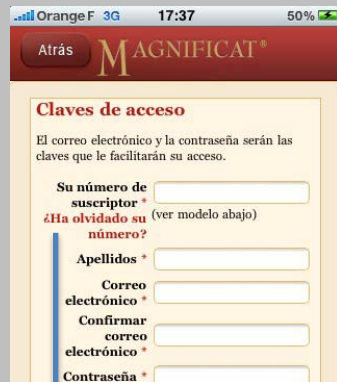 Orange F 3G 17:37 50%
Atrás MAGNIFICAT®
Claves de acceso
El correo electrónico y la contraseña serán las
claves que le facilitarán su acceso.
Su número de
suscriptor *
¿Ha olvidado su
número?
(ver modelo abajo)
Apellidos *
Correo
electrónico *
Confirmar
correo
electrónico *
Contraseña *